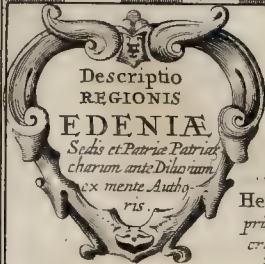 Descriptio
REGIONIS
EDENIÆ
Sedis et Patriæ Patriar
charum ante Diluvium
ex mente Autho-
ris
He
pri
cr